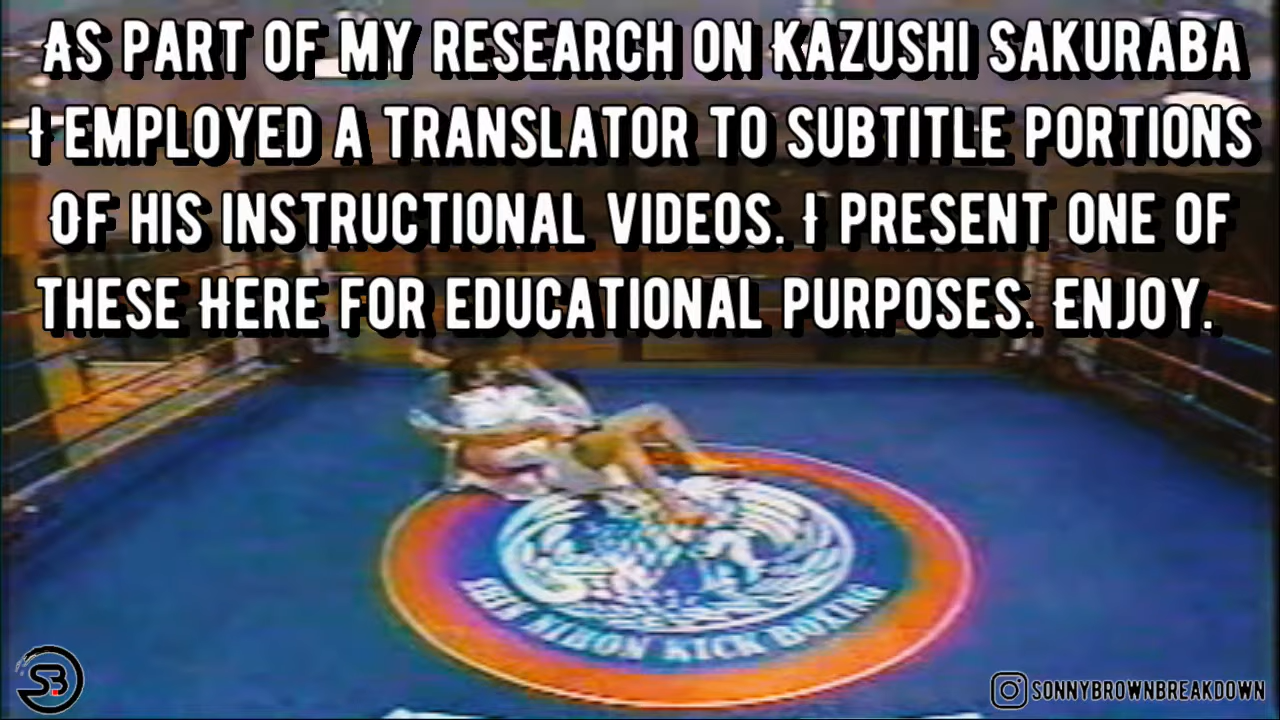 AS PART OF MY RESEARCH ON KAZUSHI SAKURABA
I EMPLOYED A TRANSLATOR TO SUBTITLE PORTIONS
OF HIS INSTRUCTIONAL VIDEOS. I PRESENT ONE OF
THESE HERE FOR EDUCATIONAL PURPOSES. ENJOY.
NIHON KICK BOXING
SB
SONNYBROWNBREAKDOWN